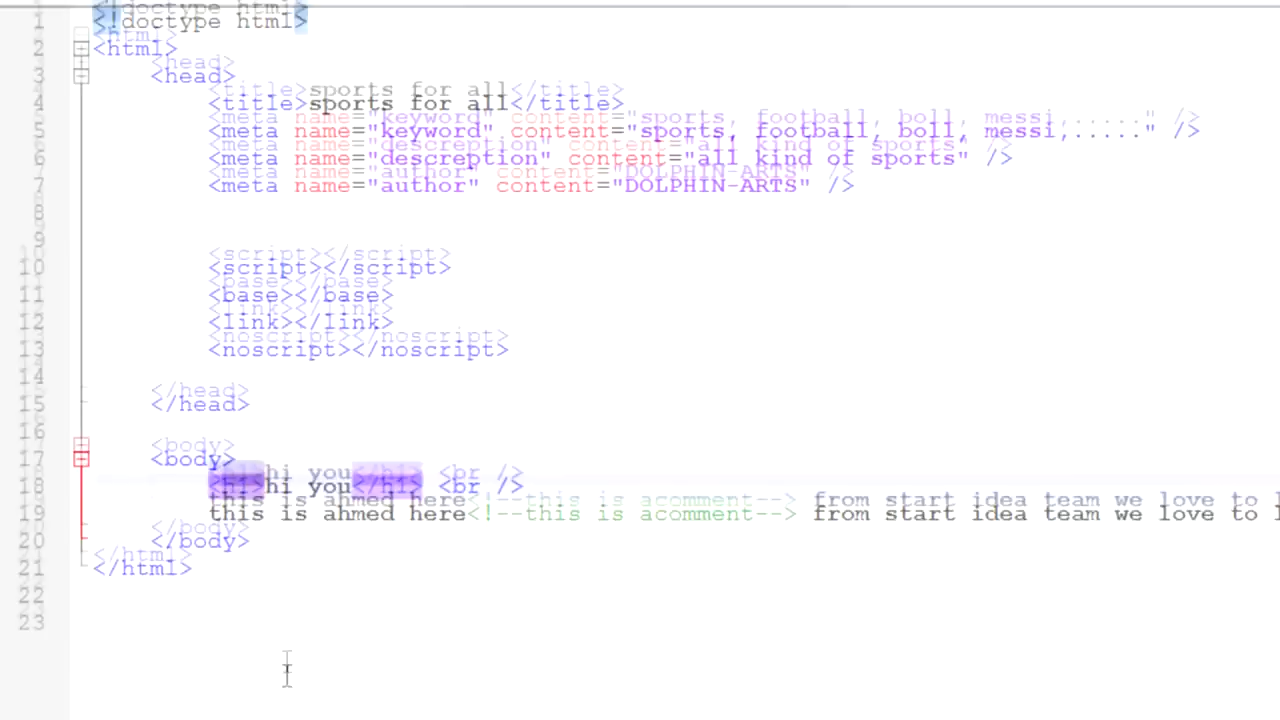 1 <!doctype html>
2 <html>
3 <head>
4 <title>sports for all</title>
5 <meta name="keyword" content="sports, football, boll, messi,....." />
6 <meta name="descreption" content="all kind of sports" />
7 <meta name="author" content="DOLPHIN-ARTS" />
8
9
10 <script></script>
11 <base></base>
12 <link></link>
13 <noscript></noscript>
14
15 </head>
16
17 <body>
18 <h1>hi you</h1> <br />
19 this is ahmed here<!--this is acomment--> from start idea team we love to
20 </body>
21 </html>
22
23